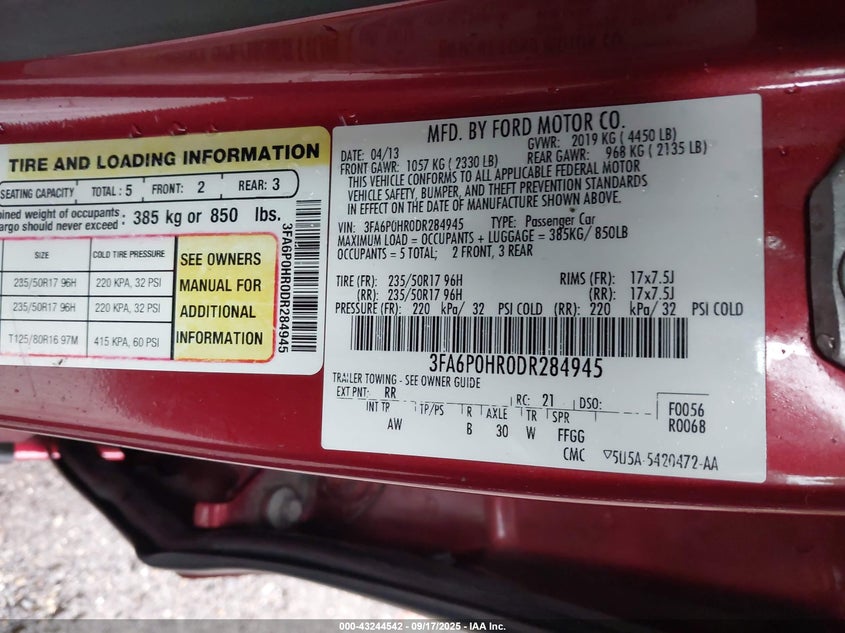 TIRE AND LOADING INFORMATION
SEATING CAPACITY TOTAL : 5 FRONT: 2 REAR: 3
weight of occupants
should never exceed : 385 kg or 850 lbs.
SIZE COLD TIRE PRESSURE
235/50R17 96H 220 KPA, 32 PSI
235/50R17 96H 220 KPA, 32 PSI
T125/80R16 97M 415 KPA, 60 PSI
SEE OWNERS
MANUAL FOR
ADDITIONAL
INFORMATION
3FA6P0HR0DR284945
MFD. BY FORD MOTOR CO.
DATE: 04/13 GVWR: 2019 KG ( 4450 LB)
FRONT GAWR: 1057 KG ( 2330 LB) REAR GAWR: 968 KG ( 2135 LB)
THIS VEHICLE CONFORMS TO ALL APPLICABLE FEDERAL MOTOR
VEHICLE SAFETY, BUMPER, AND THEFT PREVENTION STANDARDS
IN EFFECT ON THE DATE OF MANUFACTURE SHOWN ABOVE.
VIN: 3FA6P0HR0DR284945 TYPE: Passenger Car
MAXIMUM LOAD = OCCUPANTS + LUGGAGE = 385KG/ 850LB
OCCUPANTS = 5 TOTAL; 2 FRONT, 3 REAR
TIRE (FR): 235/50R17 96H RIMS (FR): 17x7.5J
(RR): 235/50R17 96H (RR): 17x7.5J
PRESSURE (FR): 220 kPa/ 32 PSI COLD (RR): 220 kPa/ 32 PSI COLD
3FA6P0HR0DR284945
TRAILER TOWING - SEE OWNER GUIDE
EXT PNT: RR RC: 21 DSO: F0056
INT TR TP/PS R AXLE TR SPR R0068
AW B 30 W FFGG
CMC ▽5U5A-5420472-AA
000-43244542 - 09/17/2025 - IAA Inc.